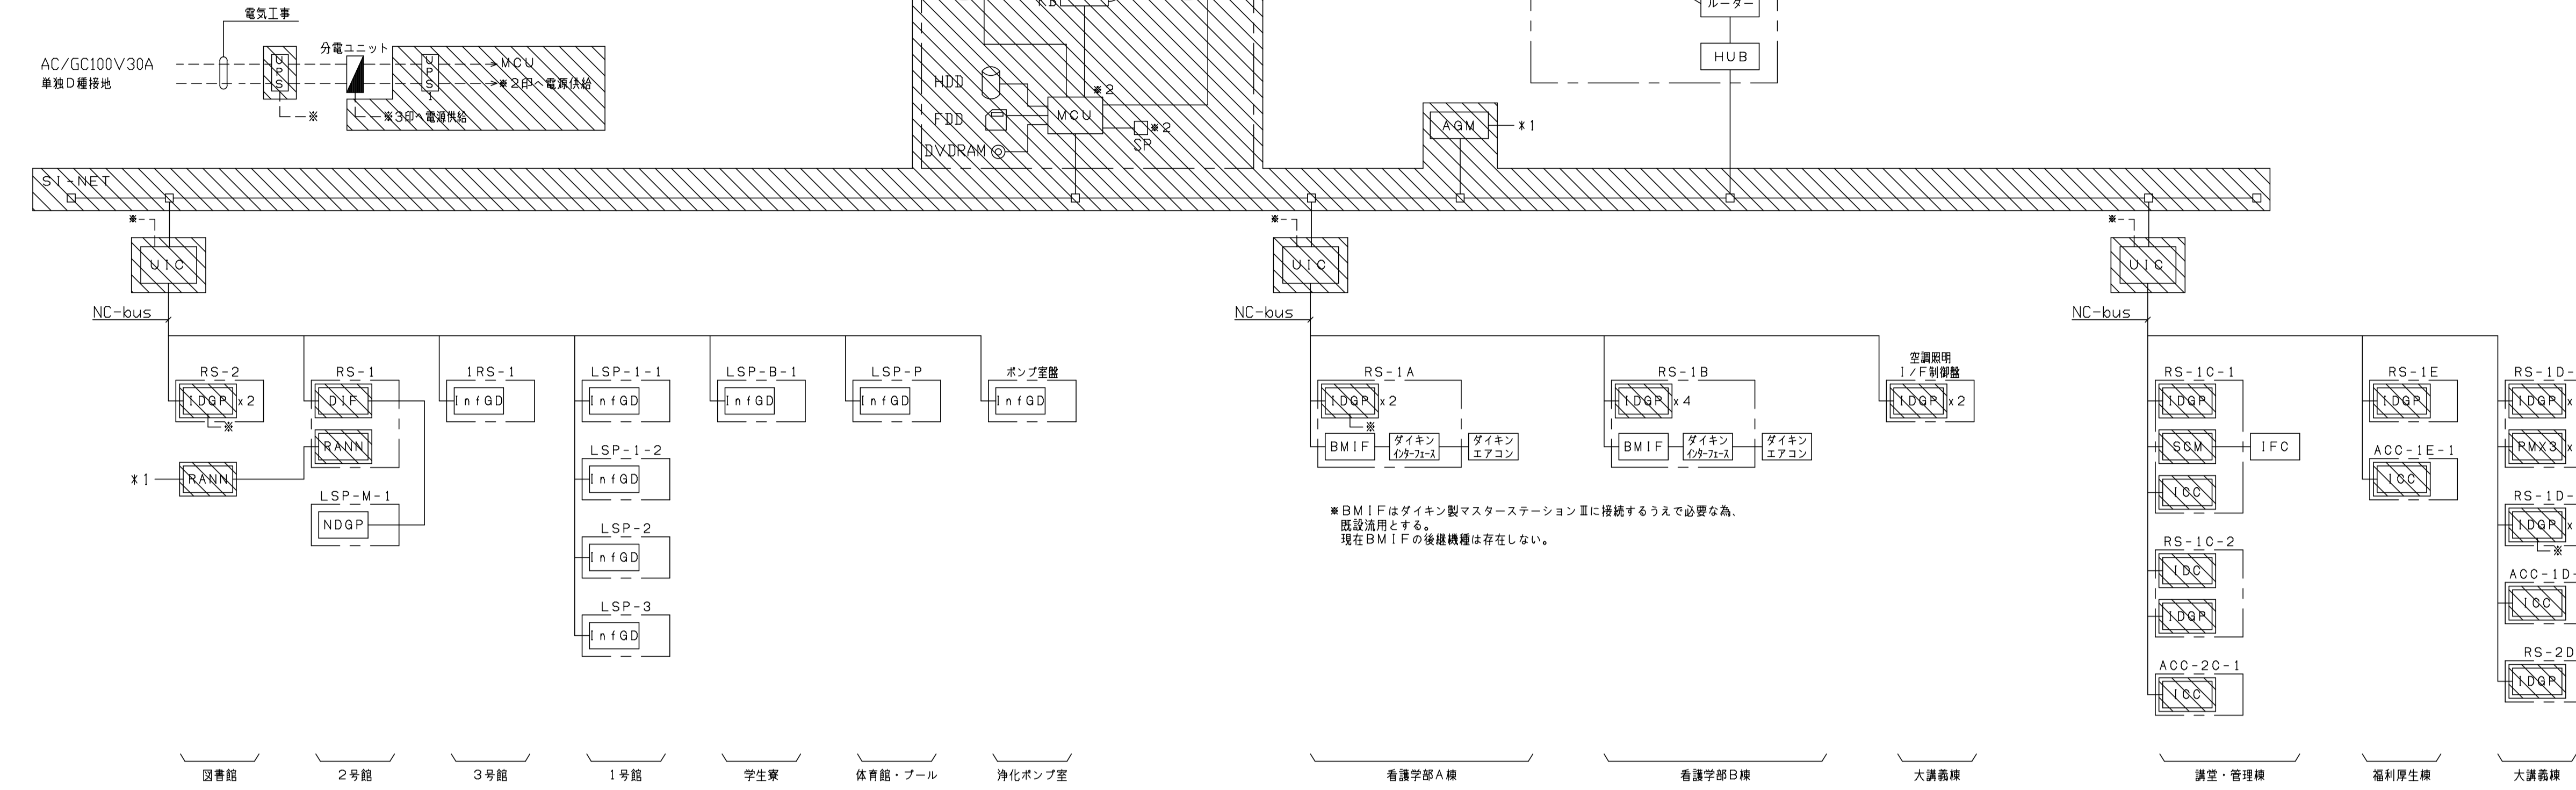 電気工事
AC/GC100V30A
単独D種接地
UPS
※
分電ユニット
UPS
MCU
※2印へ電源供給
※3印へ電源供給
KB
HDD
FDD
DVDRAM
MCU
※2
※2
SP
ルーター
HUB
AGM
*1
SI-NET
※
UIC
NC-bus
※
UIC
NC-bus
※
UIC
NC-bus
RS-2
IDGP x2
※
*1
RANN
RS-1
DIF
RANN
LSP-M-1
NDGP
1RS-1
InfGD
LSP-1-1
InfGD
LSP-1-2
InfGD
LSP-2
InfGD
LSP-3
InfGD
LSP-B-1
InfGD
LSP-P
InfGD
ポンプ室盤
InfGD
RS-1A
IDGP x2
※
BMIF
ダイキン
インターフェース
ダイキン
エアコン
RS-1B
IDGP x4
BMIF
ダイキン
インターフェース
ダイキン
エアコン
空調照明
I/F制御盤
IDGP x2
※BMIFはダイキン製マスターステーションⅢに接続するうえで必要な為、
既設流用とする。
現在BMIFの後継機種は存在しない。
RS-1C-1
IDGP
SCM
IFC
ICC
RS-1C-2
IDC
IDGP
ACC-2C-1
ICC
RS-1E
IDGP
ACC-1E-1
ICC
RS-1D-
IDGP x
PMX3 x
RS-1D-
IDGP x
※
ACC-1D-
ICC
RS-2D
IDGP
図書館
2号館
3号館
1号館
学生寮
体育館・プール
浄化ポンプ室
看護学部A棟
看護学部B棟
大講義棟
講堂・管理棟
福利厚生棟
大講義棟